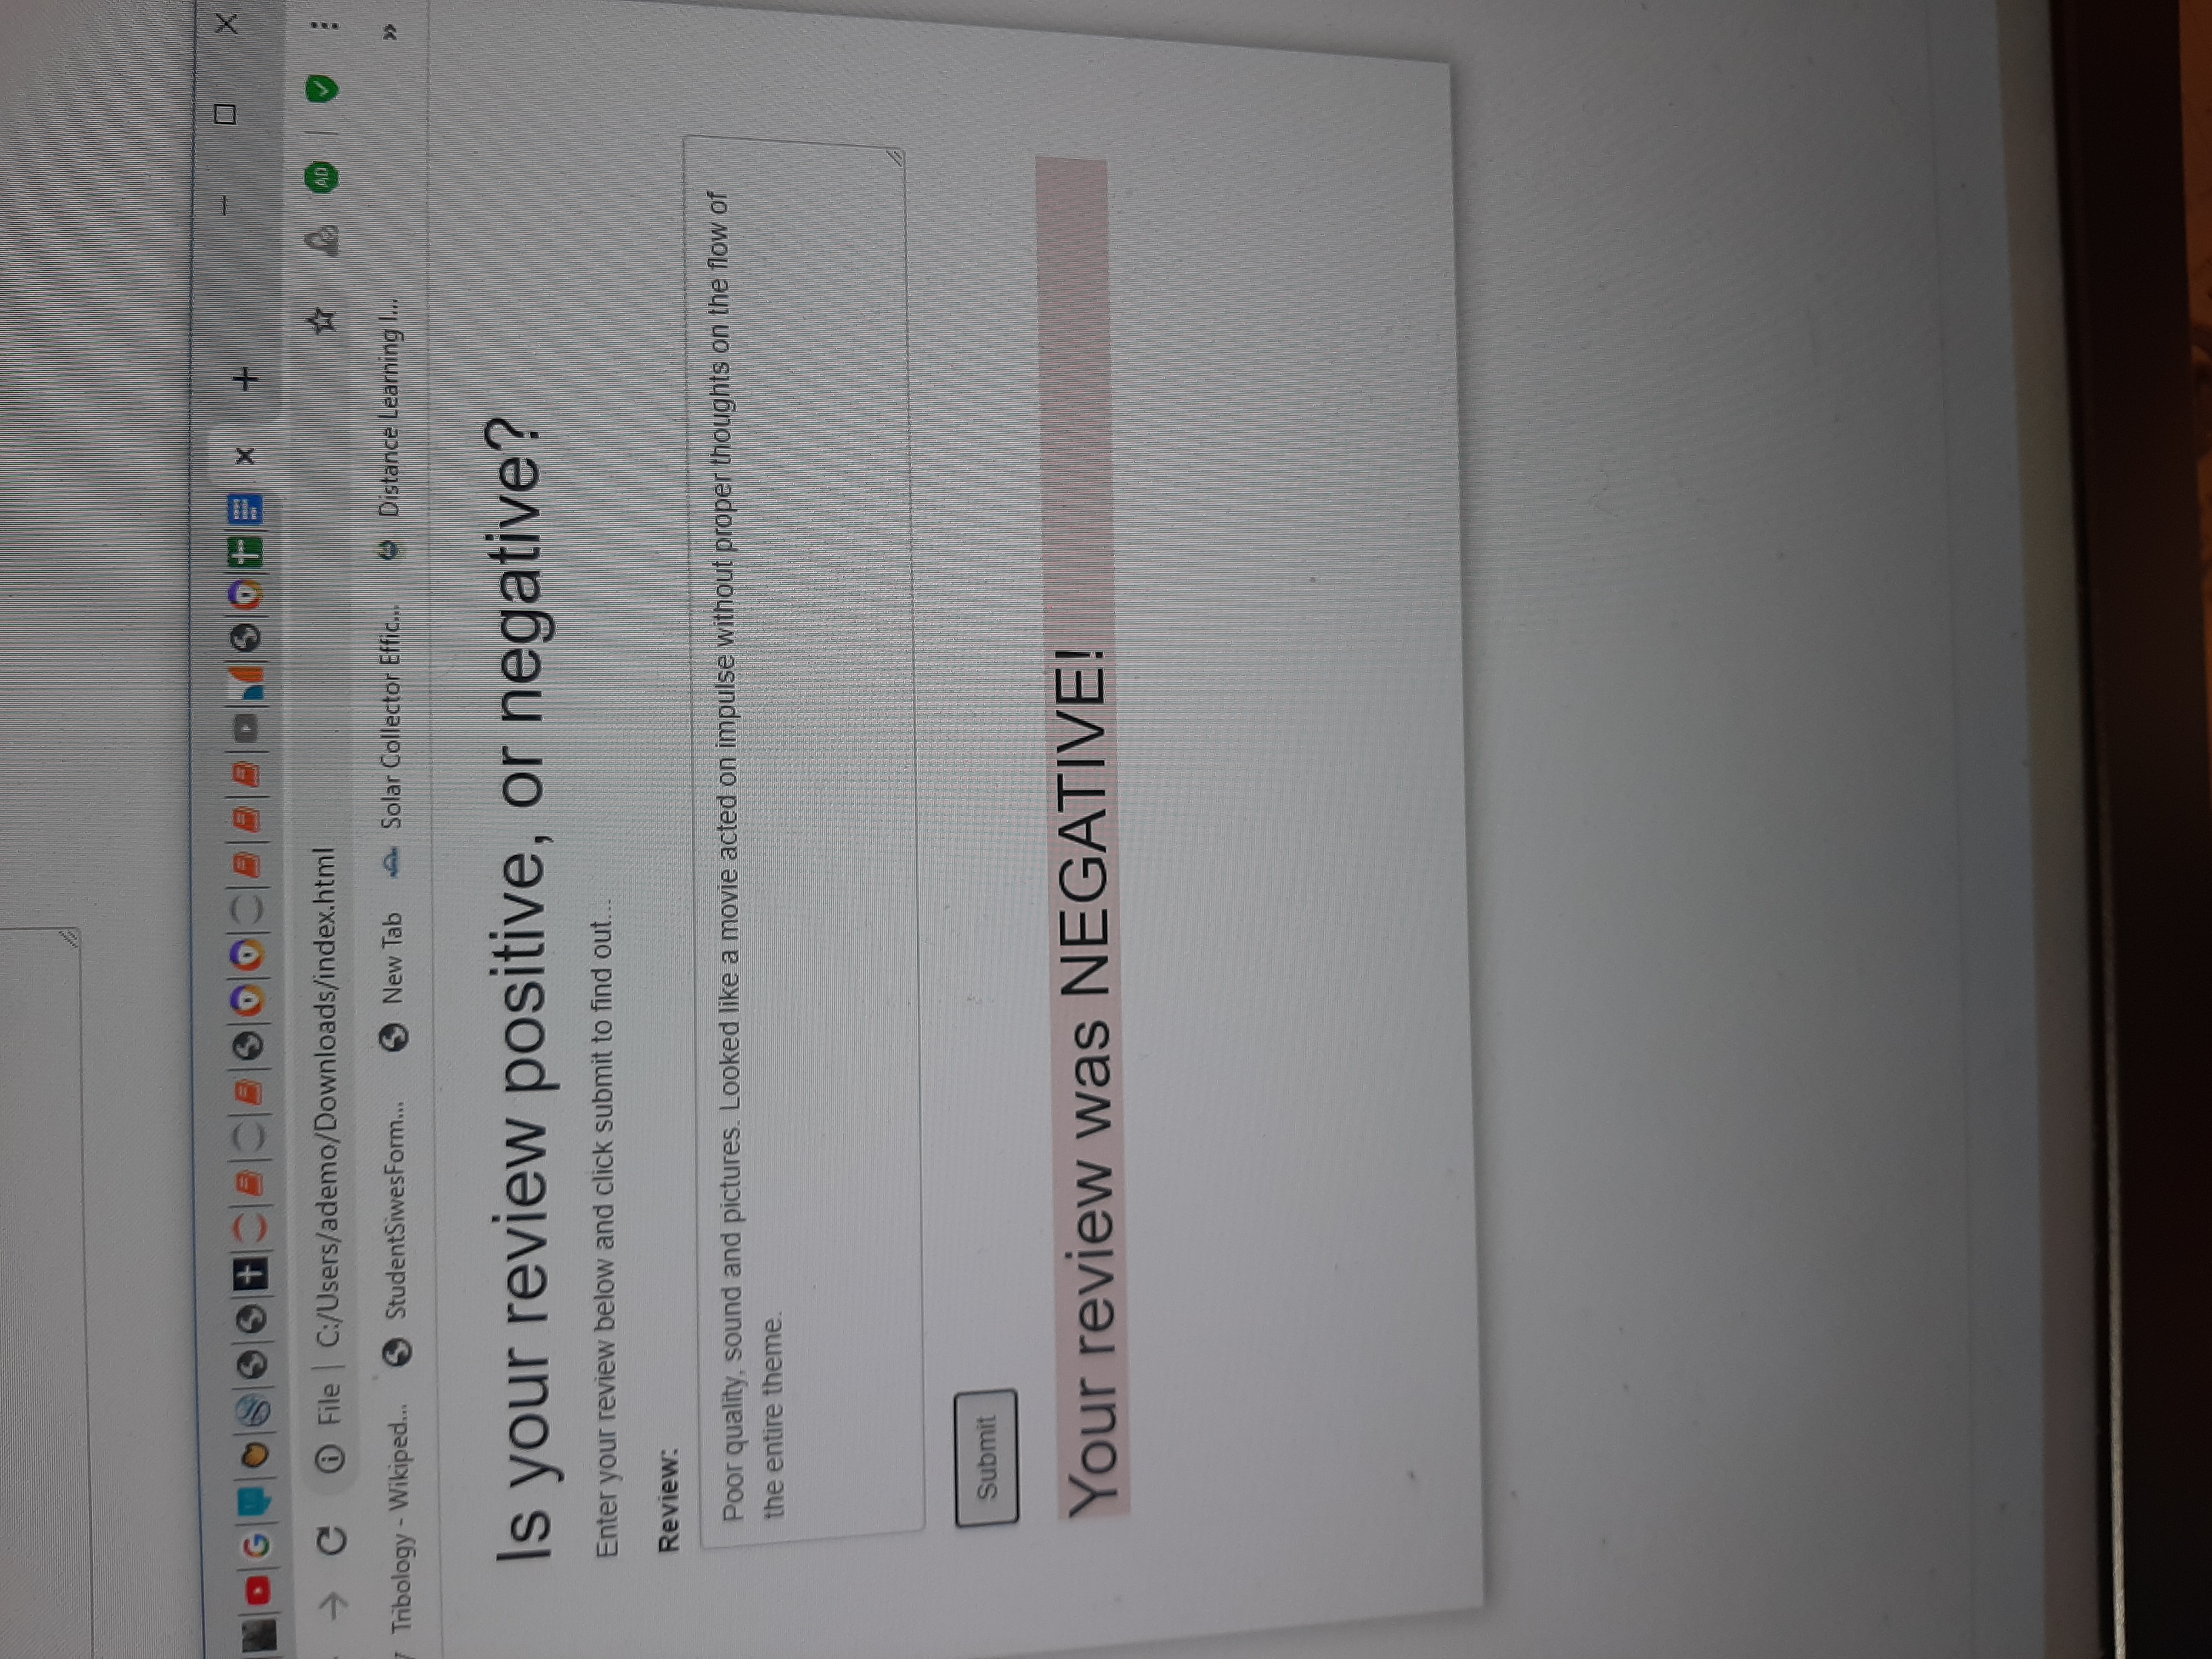 File | C:/Users/ademo/Downloads/index.html
Tribology - Wikiped... StudentSiwesForm... New Tab Solar Collector Effic... Distance Learning I... »
Is your review positive, or negative?
Enter your review below and click submit to find out...
Review:
Poor quality, sound and pictures. Looked like a movie acted on impulse without proper thoughts on the flow of
the entire theme.
Submit
Your review was NEGATIVE!